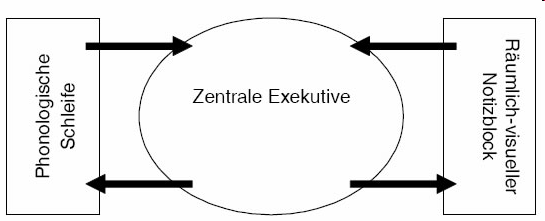 Phonologische
Schleife
Zentrale Exekutive
Räumlich-visueller
Notizblock